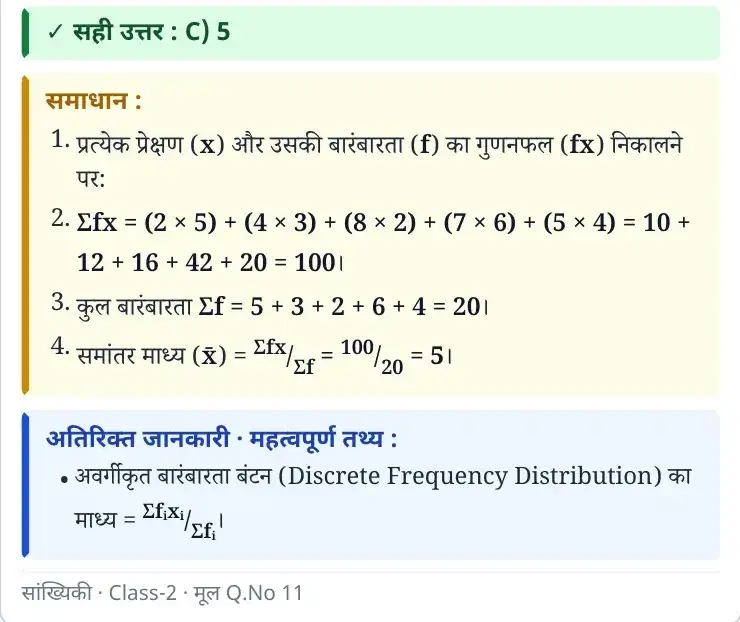 ✓ सही उत्तर : C) 5
समाधान :
1. प्रत्येक प्रेक्षण (x) और उसकी बारंबारता (f) का गुणनफल (fx) निकालने
पर:
2. Σfx = (2 × 5) + (4 × 3) + (8 × 2) + (7 × 6) + (5 × 4) = 10 +
12 + 16 + 42 + 20 = 100।
3. कुल बारंबारता Σf = 5 + 3 + 2 + 6 + 4 = 20।
4. समांतर माध्य (x̄) = Σfx/Σf = 100/20 = 5।
अतिरिक्त जानकारी · महत्वपूर्ण तथ्य :
• अवर्गीकृत बारंबारता बंटन (Discrete Frequency Distribution) का
माध्य = Σfᵢxᵢ/Σfᵢ।
सांख्यिकी · Class-2 · मूल Q.No 11